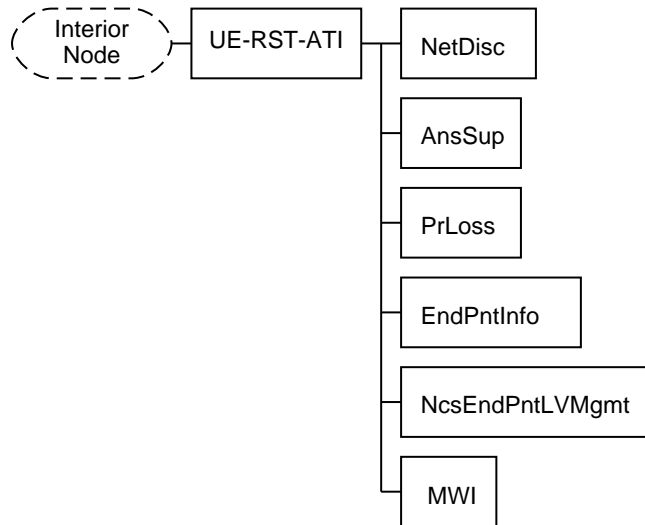 Interior
Node
UE-RST-ATI
NetDisc
AnsSup
PrLoss
EndPntInfo
NcsEndPntLVMgmt
MWI